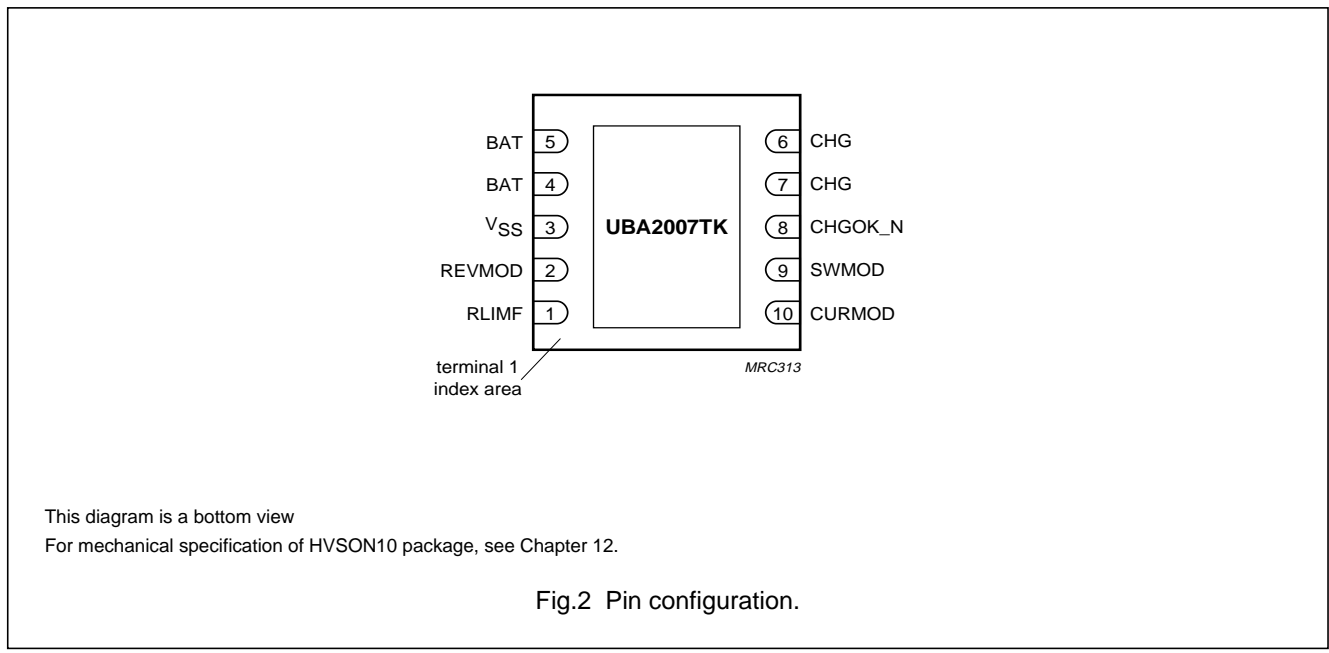 BAT 5 6 CHG
BAT 4 7 CHG
VSS 3 UBA2007TK 8 CHGOK_N
REVMOD 2 9 SWMOD
RLIMF 1 10 CURMOD
terminal 1
index area
MRC313
This diagram is a bottom view
For mechanical specification of HVSON10 package, see Chapter 12.
Fig.2 Pin configuration.